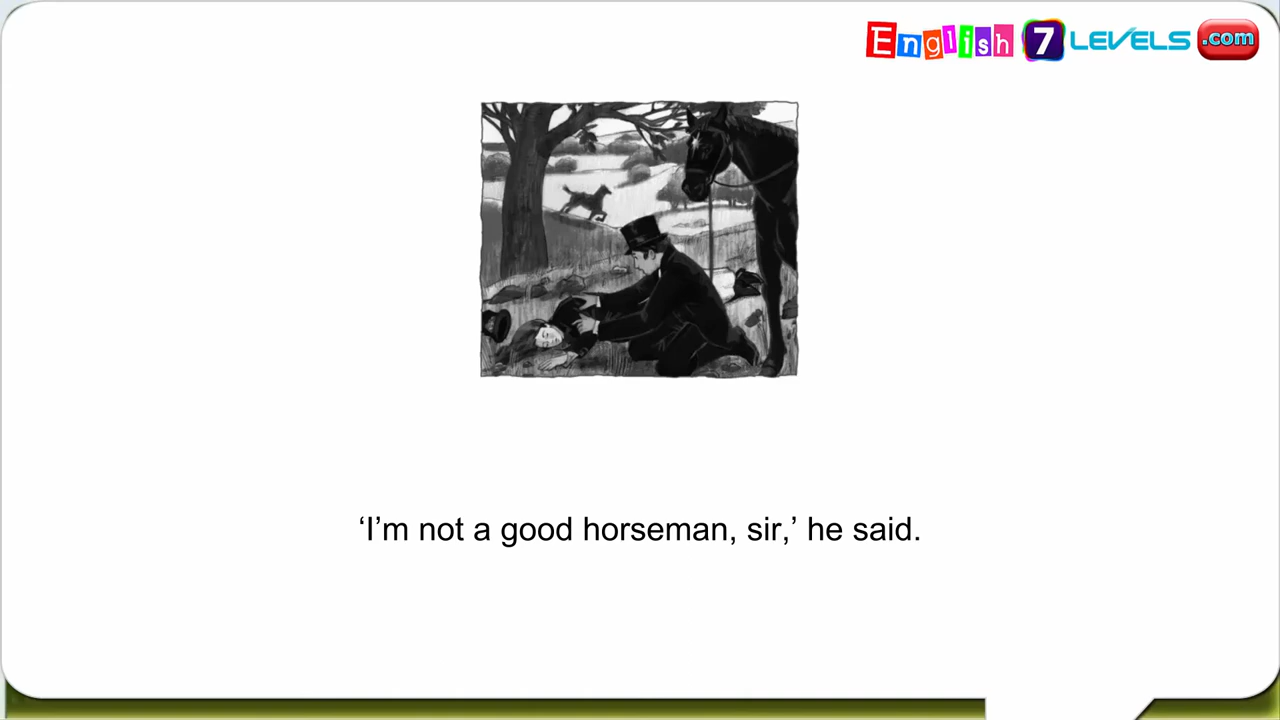 English 7 LEVELS .com
‘I’m not a good horseman, sir,’ he said.